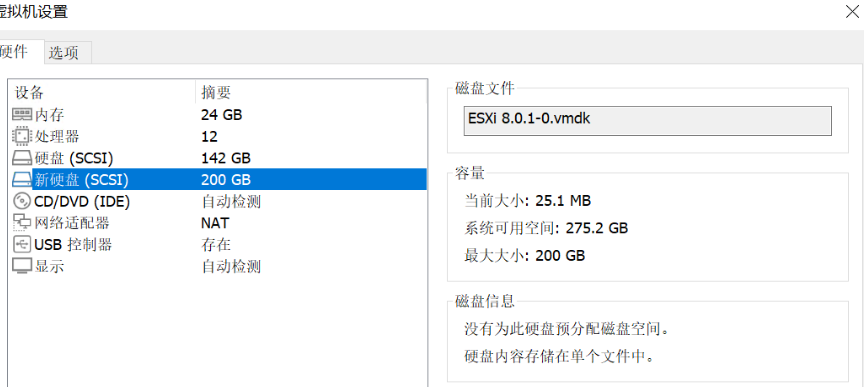 虚拟机设置
硬件 选项
设备 摘要
内存 24 GB
处理器 12
硬盘 (SCSI) 142 GB
新硬盘 (SCSI) 200 GB
CD/DVD (IDE) 自动检测
网络适配器 NAT
USB 控制器 存在
显示 自动检测
磁盘文件
ESXi 8.0.1-0.vmdk
容量
当前大小: 25.1 MB
系统可用空间: 275.2 GB
最大大小: 200 GB
磁盘信息
没有为此硬盘预分配磁盘空间。
硬盘内容存储在单个文件中。